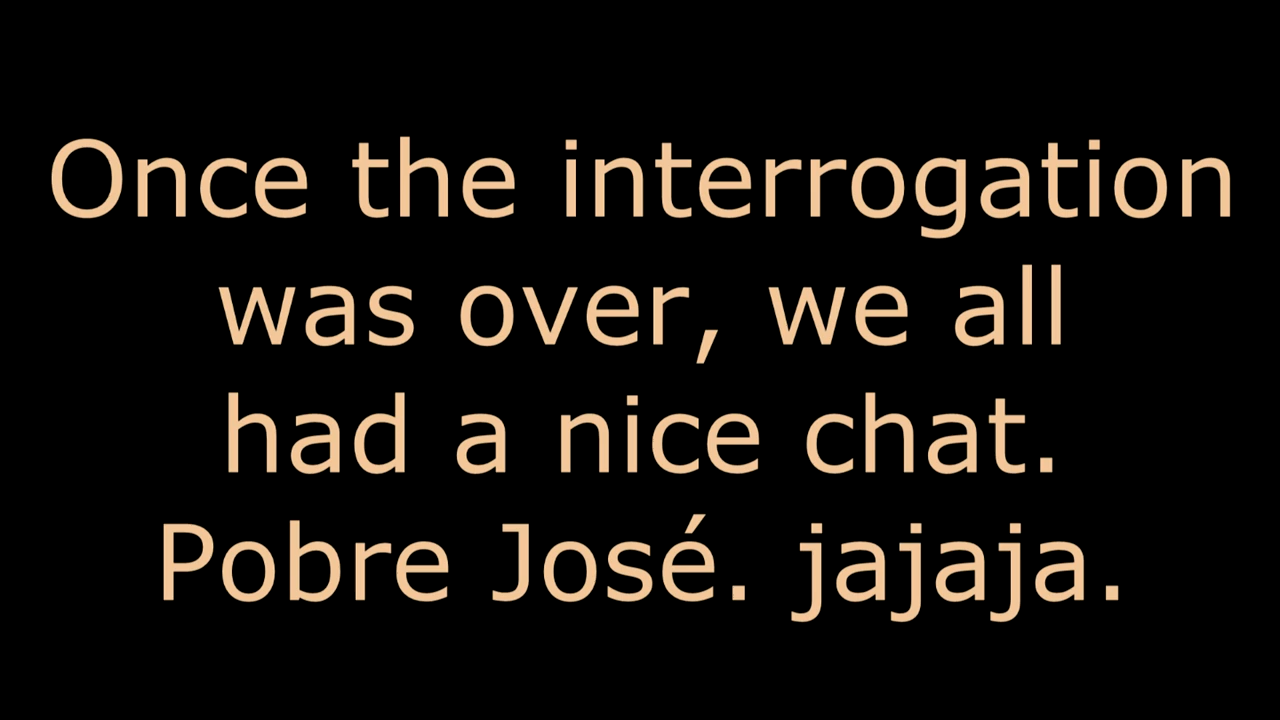 Once the interrogation
was over, we all
had a nice chat.
Pobre José. jajaja.